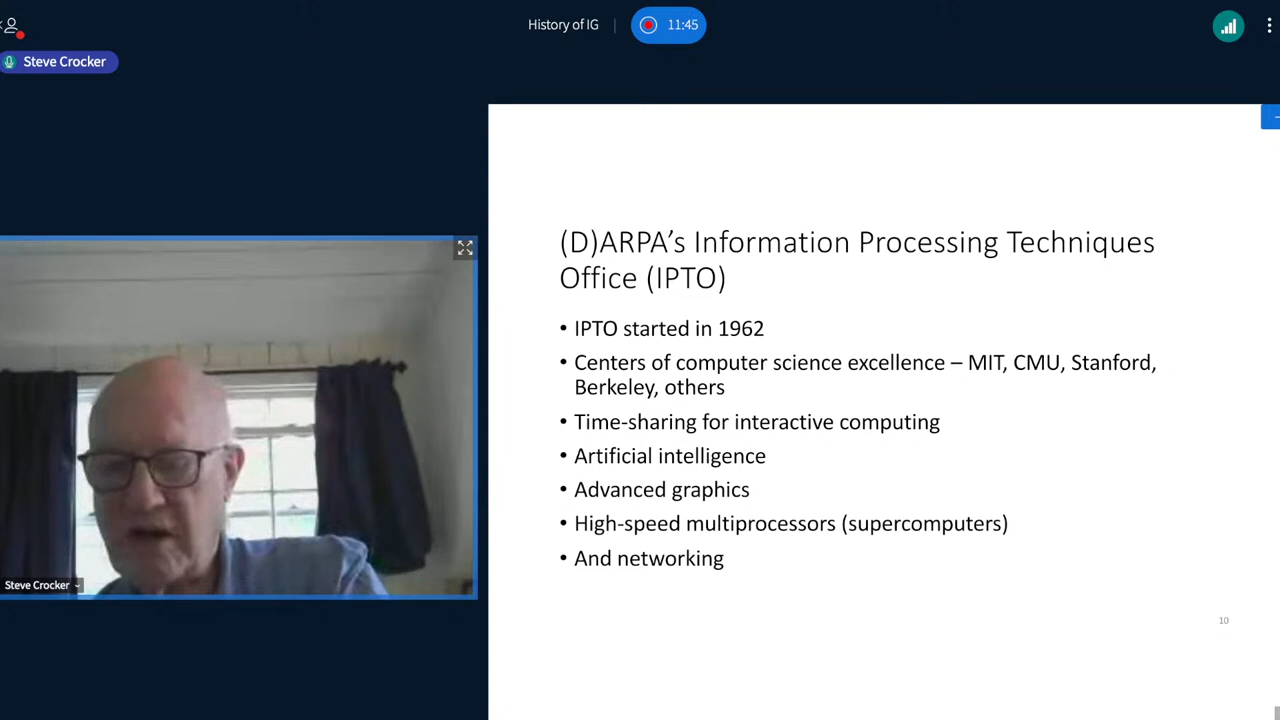 History of IG
11:45
Steve Crocker
(D)ARPA’s Information Processing Techniques
Office (IPTO)
• IPTO started in 1962
• Centers of computer science excellence – MIT, CMU, Stanford,
Berkeley, others
• Time-sharing for interactive computing
• Artificial intelligence
• Advanced graphics
• High-speed multiprocessors (supercomputers)
• And networking
Steve Crocker
10